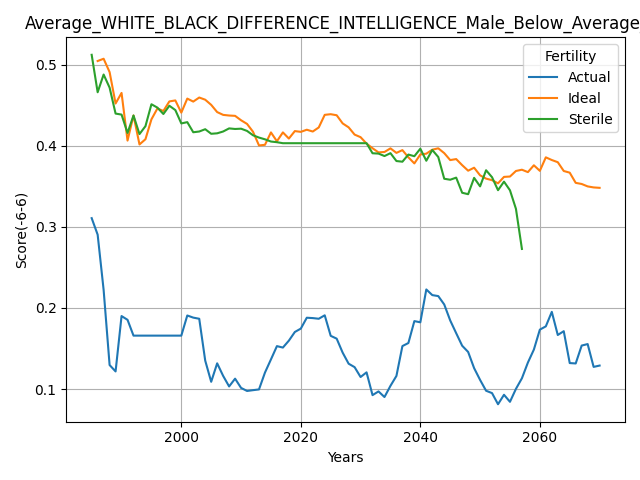 Average_WHITE_BLACK_DIFFERENCE_INTELLIGENCE_Male_Below_Average
Fertility
Actual
Ideal
Sterile
Score(-6-6)
0.5
0.4
0.3
0.2
0.1
2000 2020 2040 2060
Years